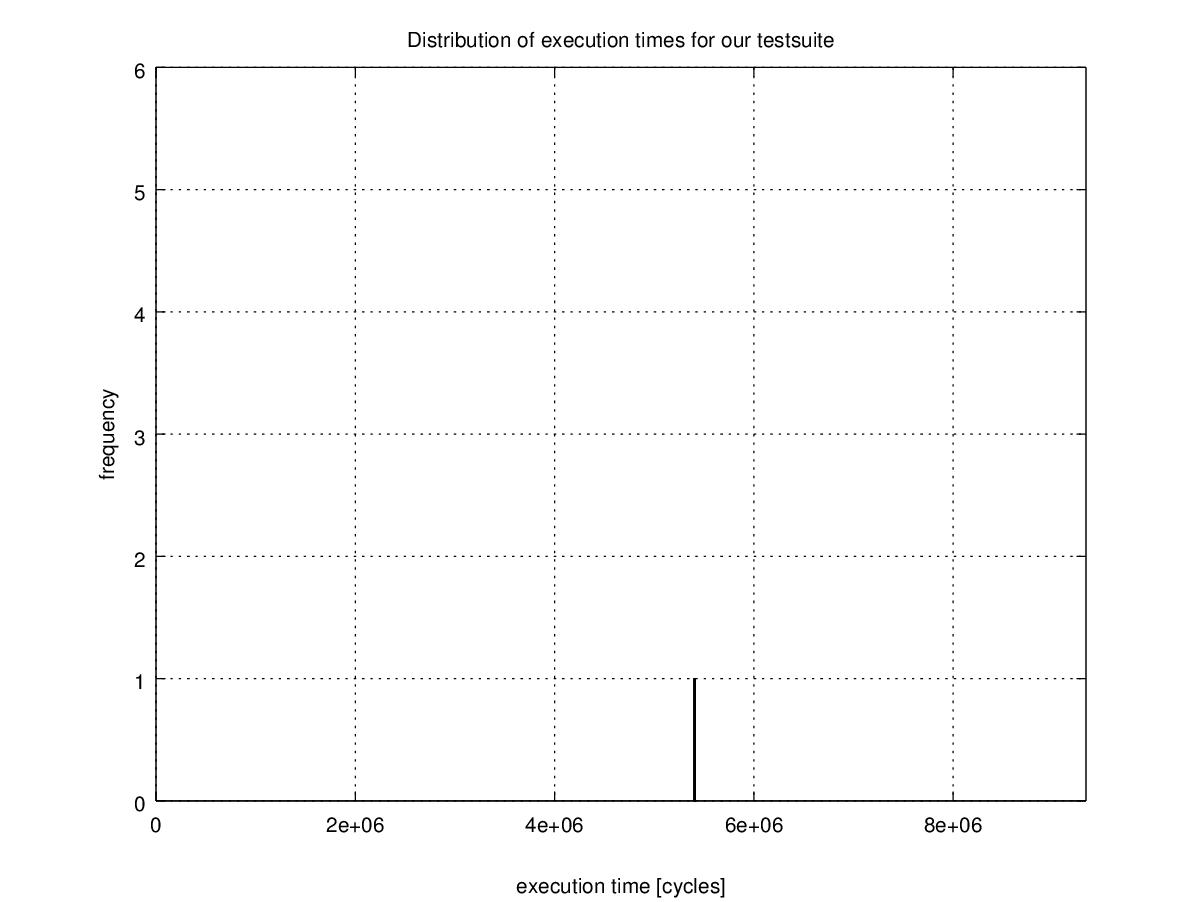 Distribution of execution times for our testsuite
6
5
4
3
2
1
0
frequency
0 2e+06 4e+06 6e+06 8e+06
execution time [cycles]